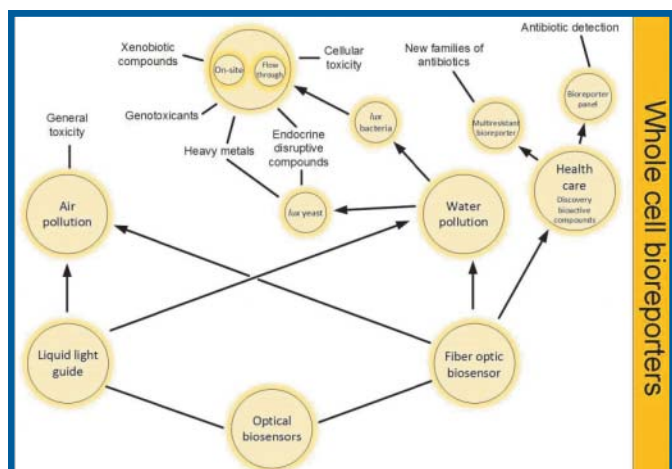 Xenobiotic
compounds
On-site
Flow
through
Cellular
toxicity
New families of
antibiotics
Antibiotic detection
Bioreporter
panel
General
toxicity
Genotoxicants
Heavy metals
Endocrine
disruptive
compounds
lux
bacteria
Multiresistant
bioreporter
Health
care
Discovery
bioactive
compounds
Air
pollution
lux yeast
Water
pollution
Liquid light
guide
Fiber optic
biosensor
Optical
biosensors
Whole cell bioreporters